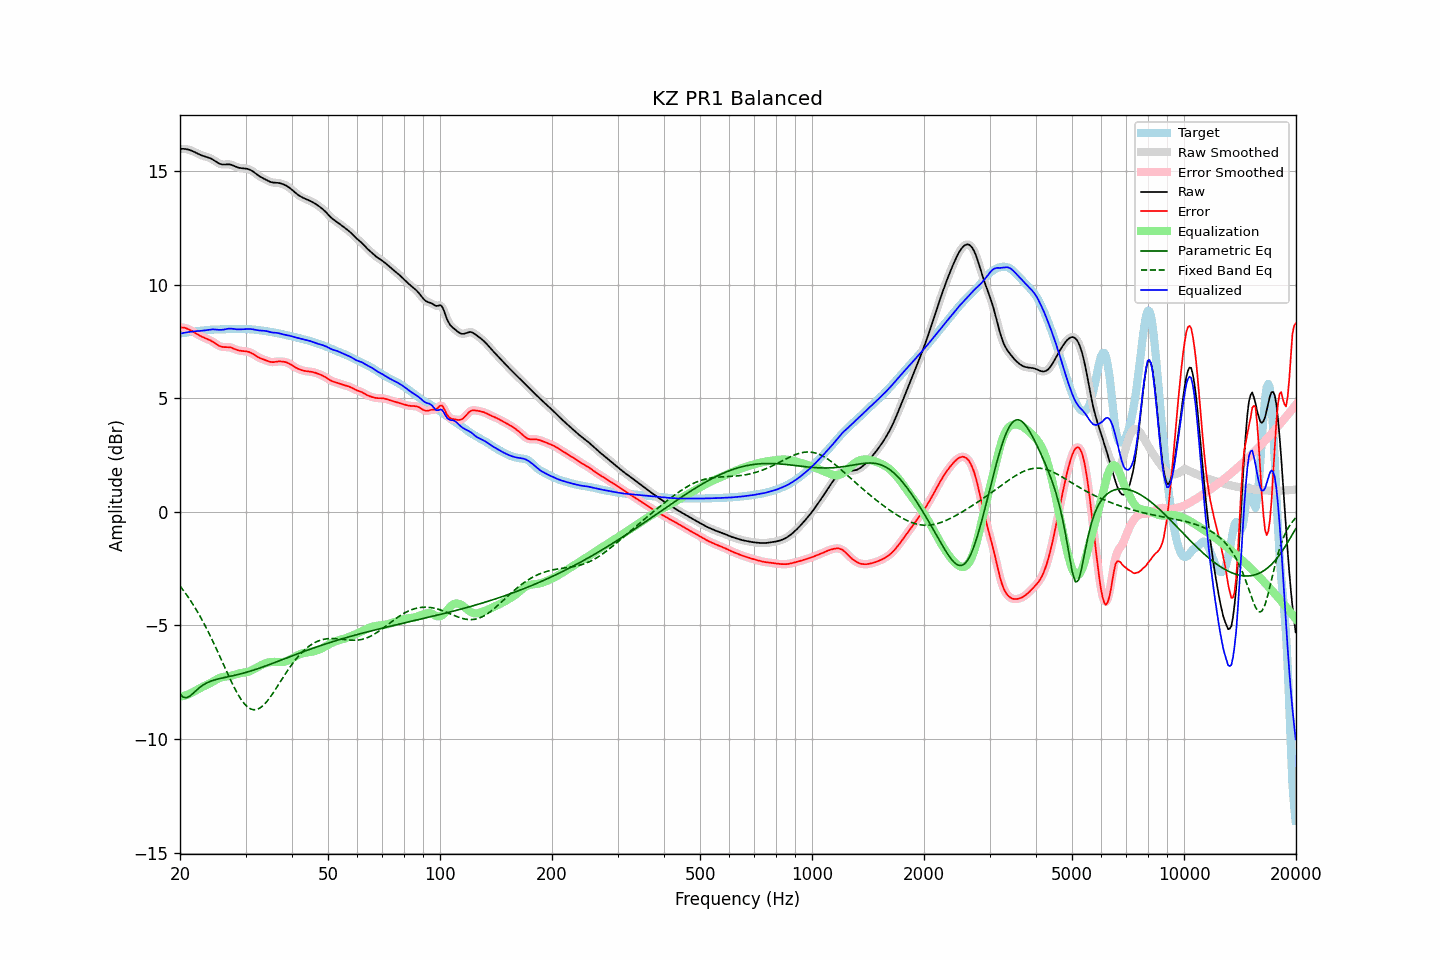 KZ PR1 Balanced
Target
Raw Smoothed
Error Smoothed
Raw
Error
Equalization
Parametric Eq
Fixed Band Eq
Equalized
Amplitude (dBr)
15
10
5
0
−5
−10
−15
20 50 100 200 500 1000 2000 5000 10000 20000
Frequency (Hz)